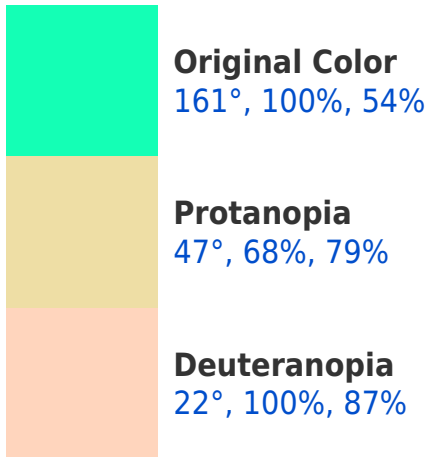 Original Color
161°, 100%, 54%
Protanopia
47°, 68%, 79%
Deuteranopia
22°, 100%, 87%